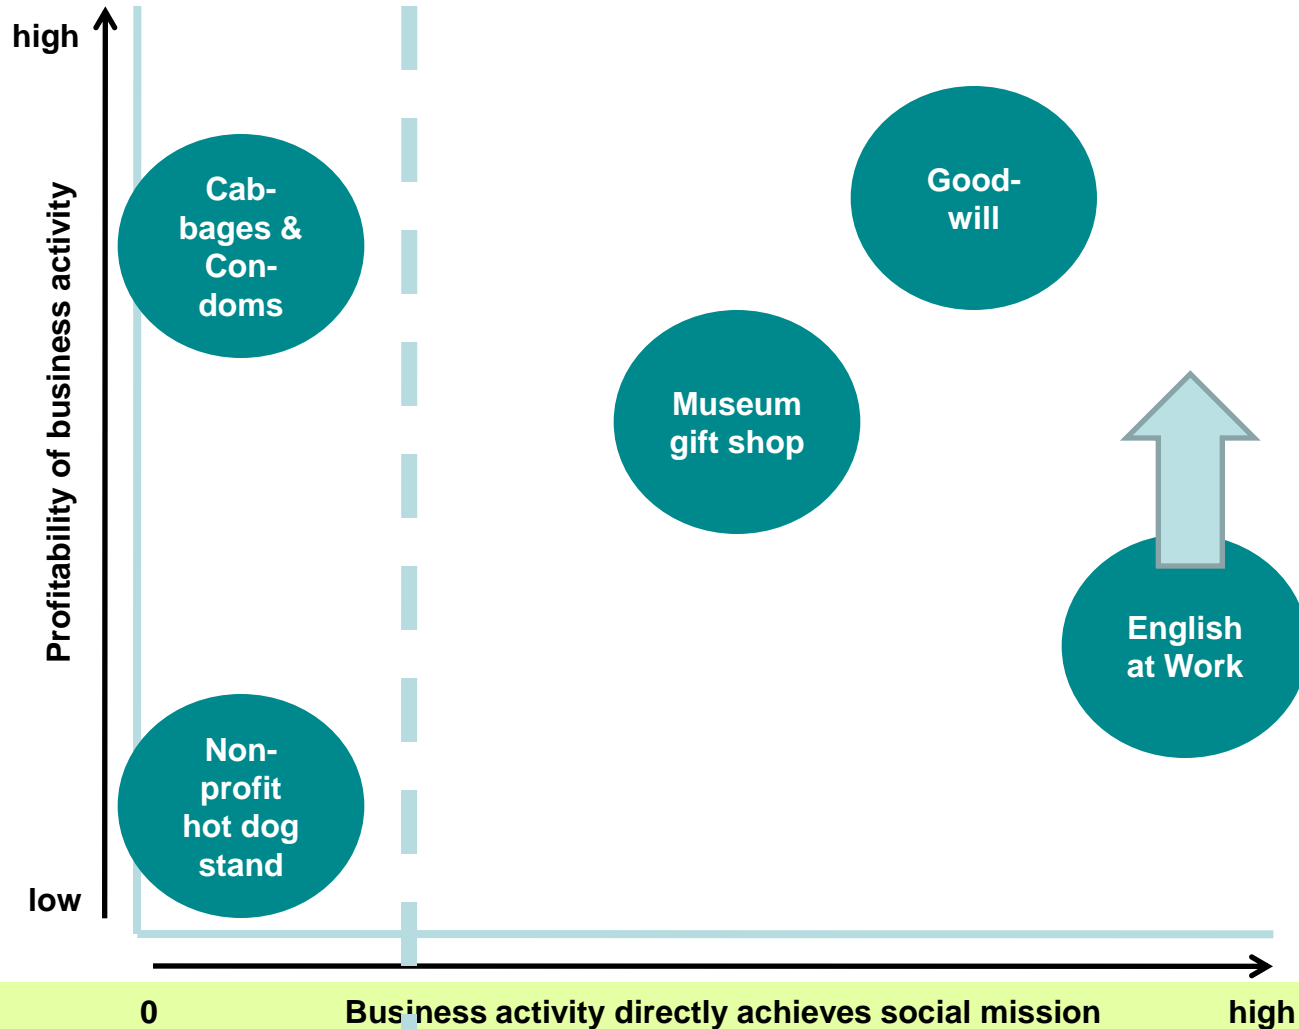 high
Profitability of business activity
low
Cab-
bages &
Con-
doms
Good-
will
Museum
gift shop
English
at Work
Non-
profit
hot dog
stand
0
Business activity directly achieves social mission
high